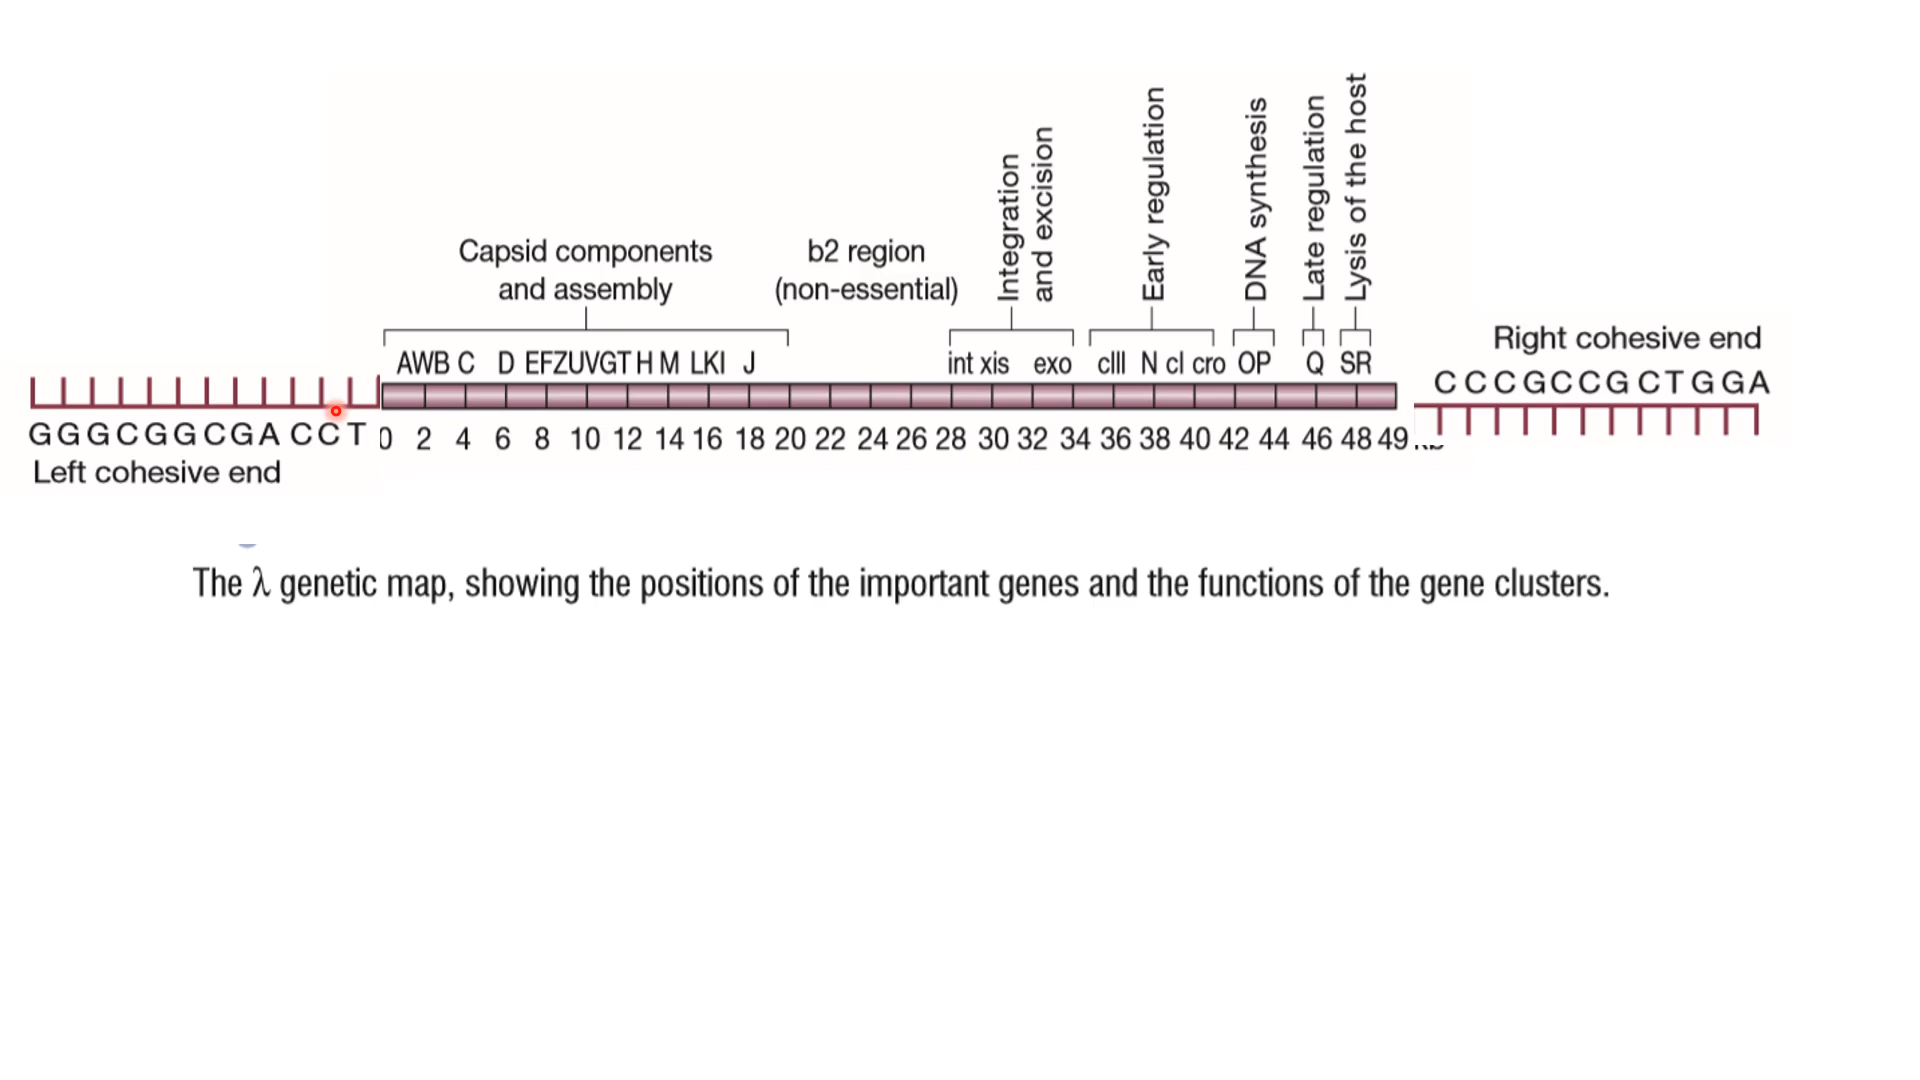 Capsid components
and assembly
b2 region
(non-essential)
Integration
and excision
Early regulation
DNA synthesis
Late regulation
Lysis of the host
AWB C D EFZUVGT H M LKI J int xis exo cIII N cI cro OP Q SR
Right cohesive end
CCCGCCGCTGGA
GGGCGGCGACCT
0 2 4 6 8 10 12 14 16 18 20 22 24 26 28 30 32 34 36 38 40 42 44 46 48 49
Left cohesive end
The λ genetic map, showing the positions of the important genes and the functions of the gene clusters.